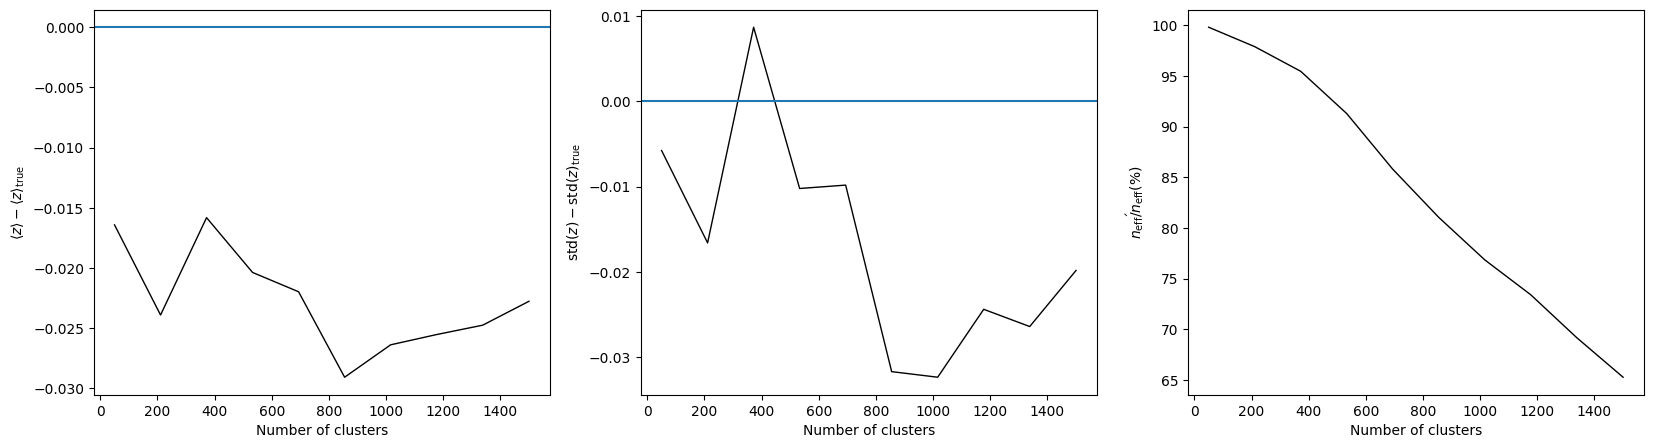 0.000
−0.005
−0.010
−0.015
−0.020
−0.025
−0.030
⟨z⟩ − ⟨z⟩true
0 200 400 600 800 1000 1200 1400
Number of clusters
0.01
0.00
−0.01
−0.02
−0.03
std(z) − std(z)true
0 200 400 600 800 1000 1200 1400
Number of clusters
100
95
90
85
80
75
70
65
n′eff/neff(%)
0 200 400 600 800 1000 1200 1400
Number of clusters